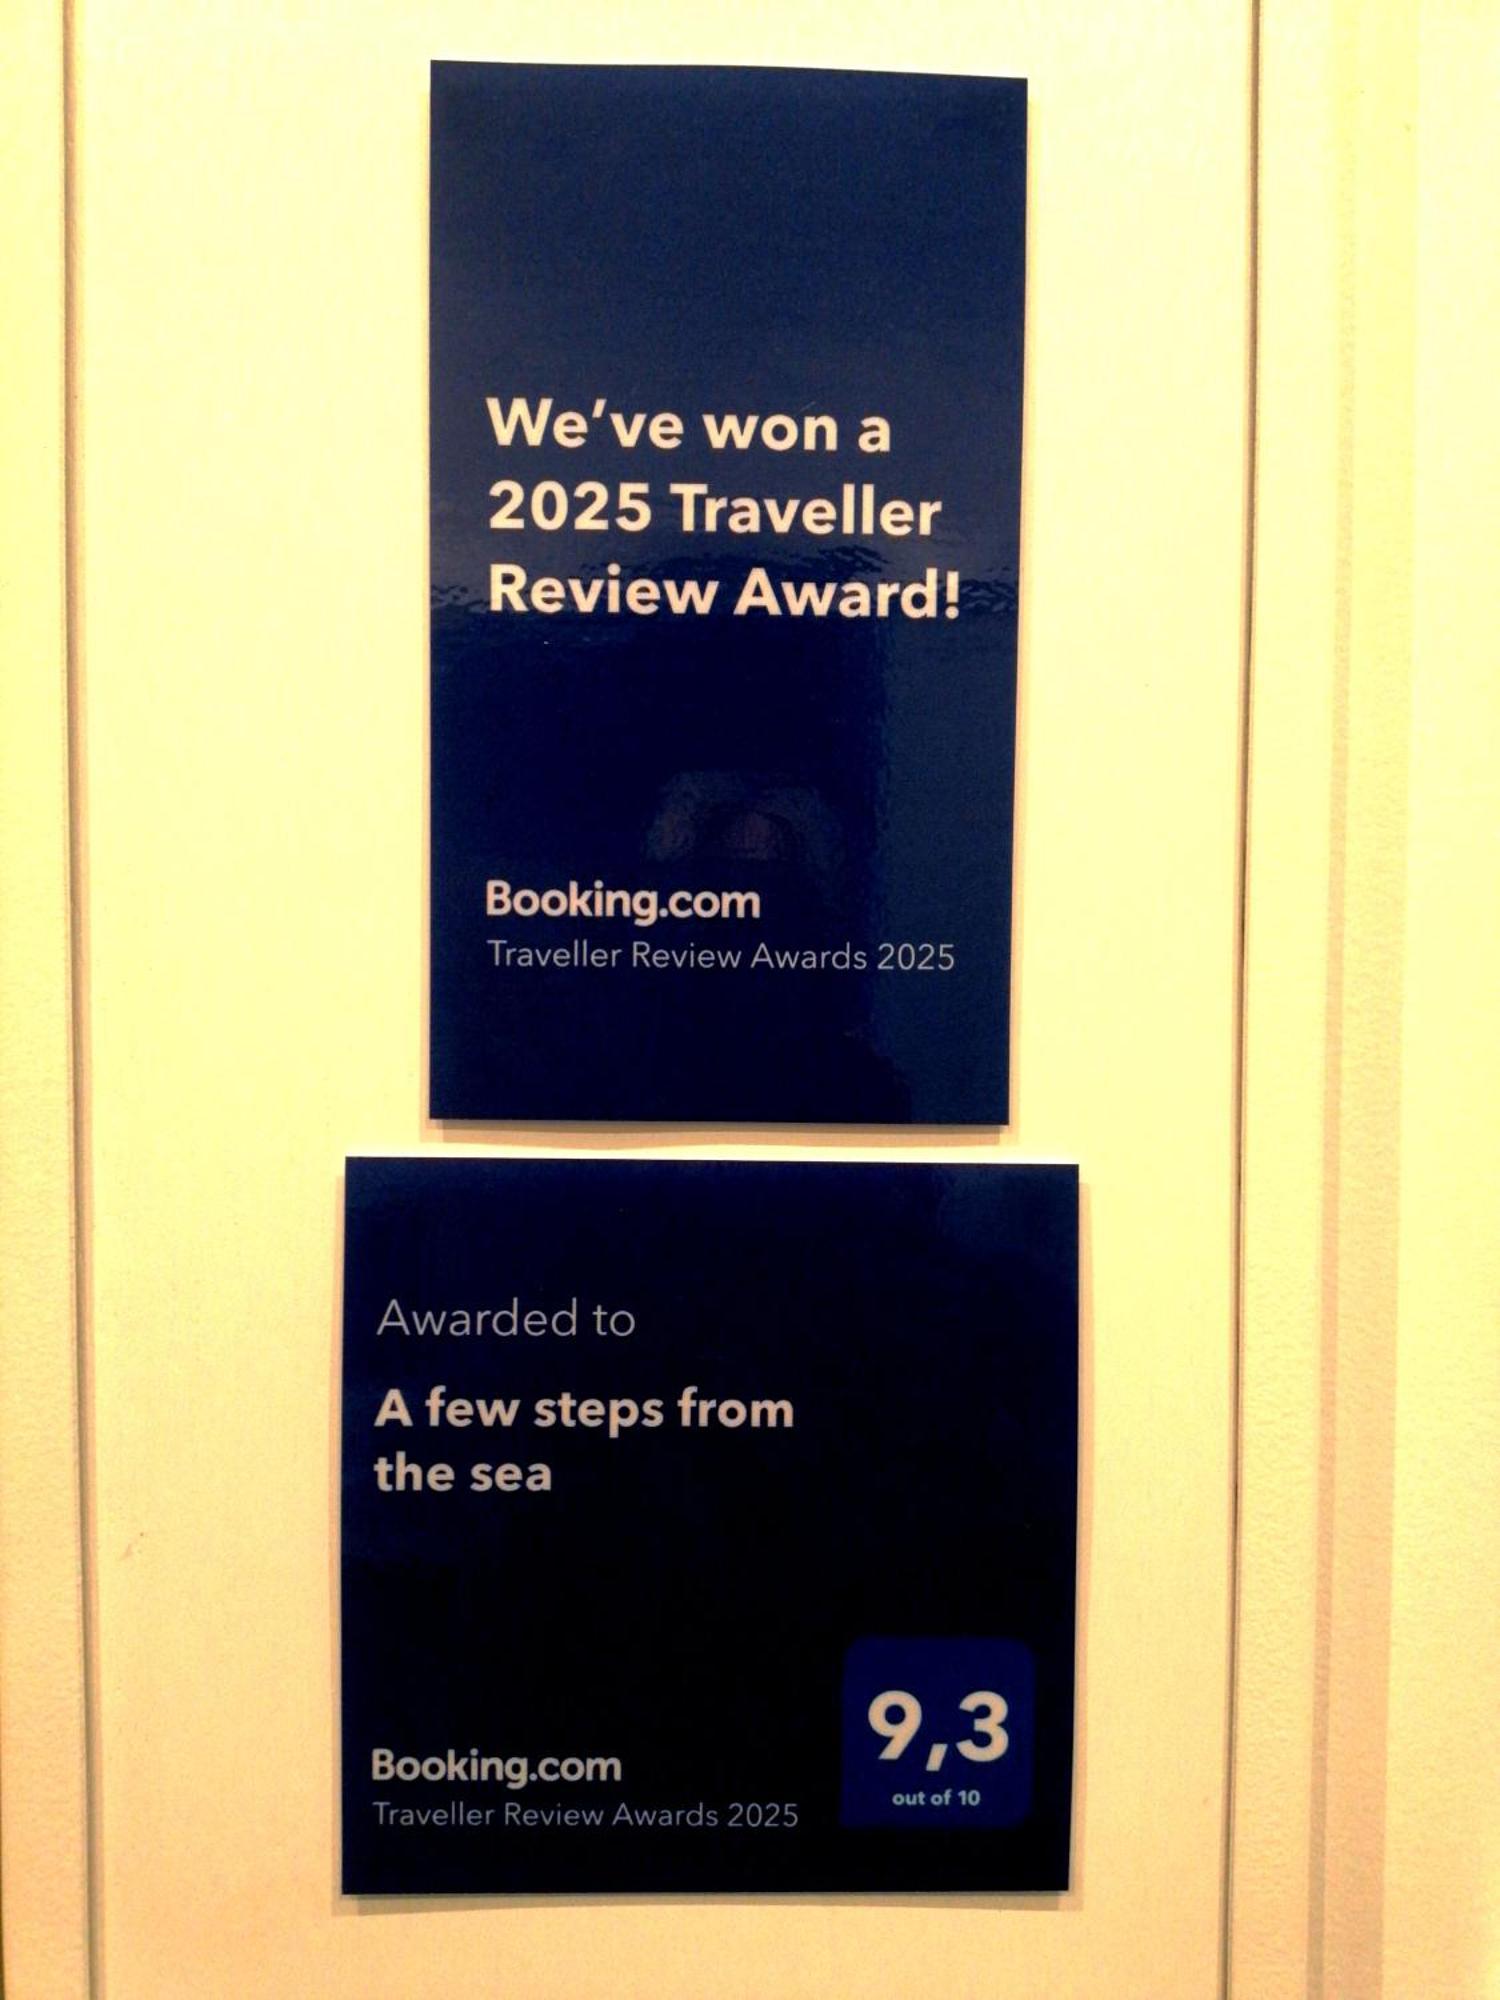 We've won a
2025 Traveller
Review Award!
Booking.com
Traveller Review Awards 2025
Awarded to
A few steps from
the sea
9,3
out of 10
Booking.com
Traveller Review Awards 2025